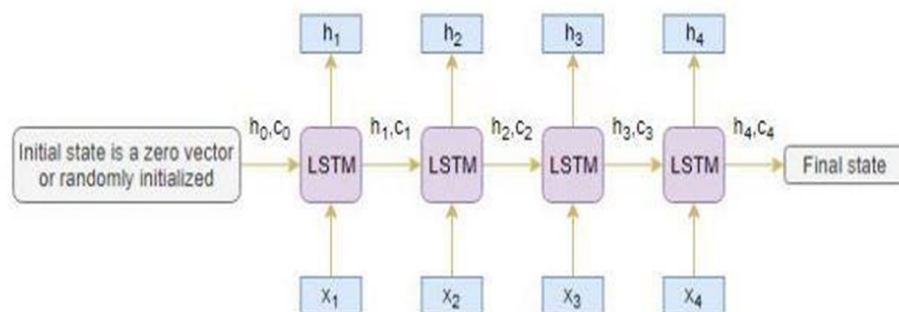 h₁ h₂ h₃ h₄
h₀,c₀ h₁,c₁ h₂,c₂ h₃,c₃ h₄,c₄
Initial state is a zero vector
or randomly initialized
LSTM LSTM LSTM LSTM
Final state
x₁ x₂ x₃ x₄